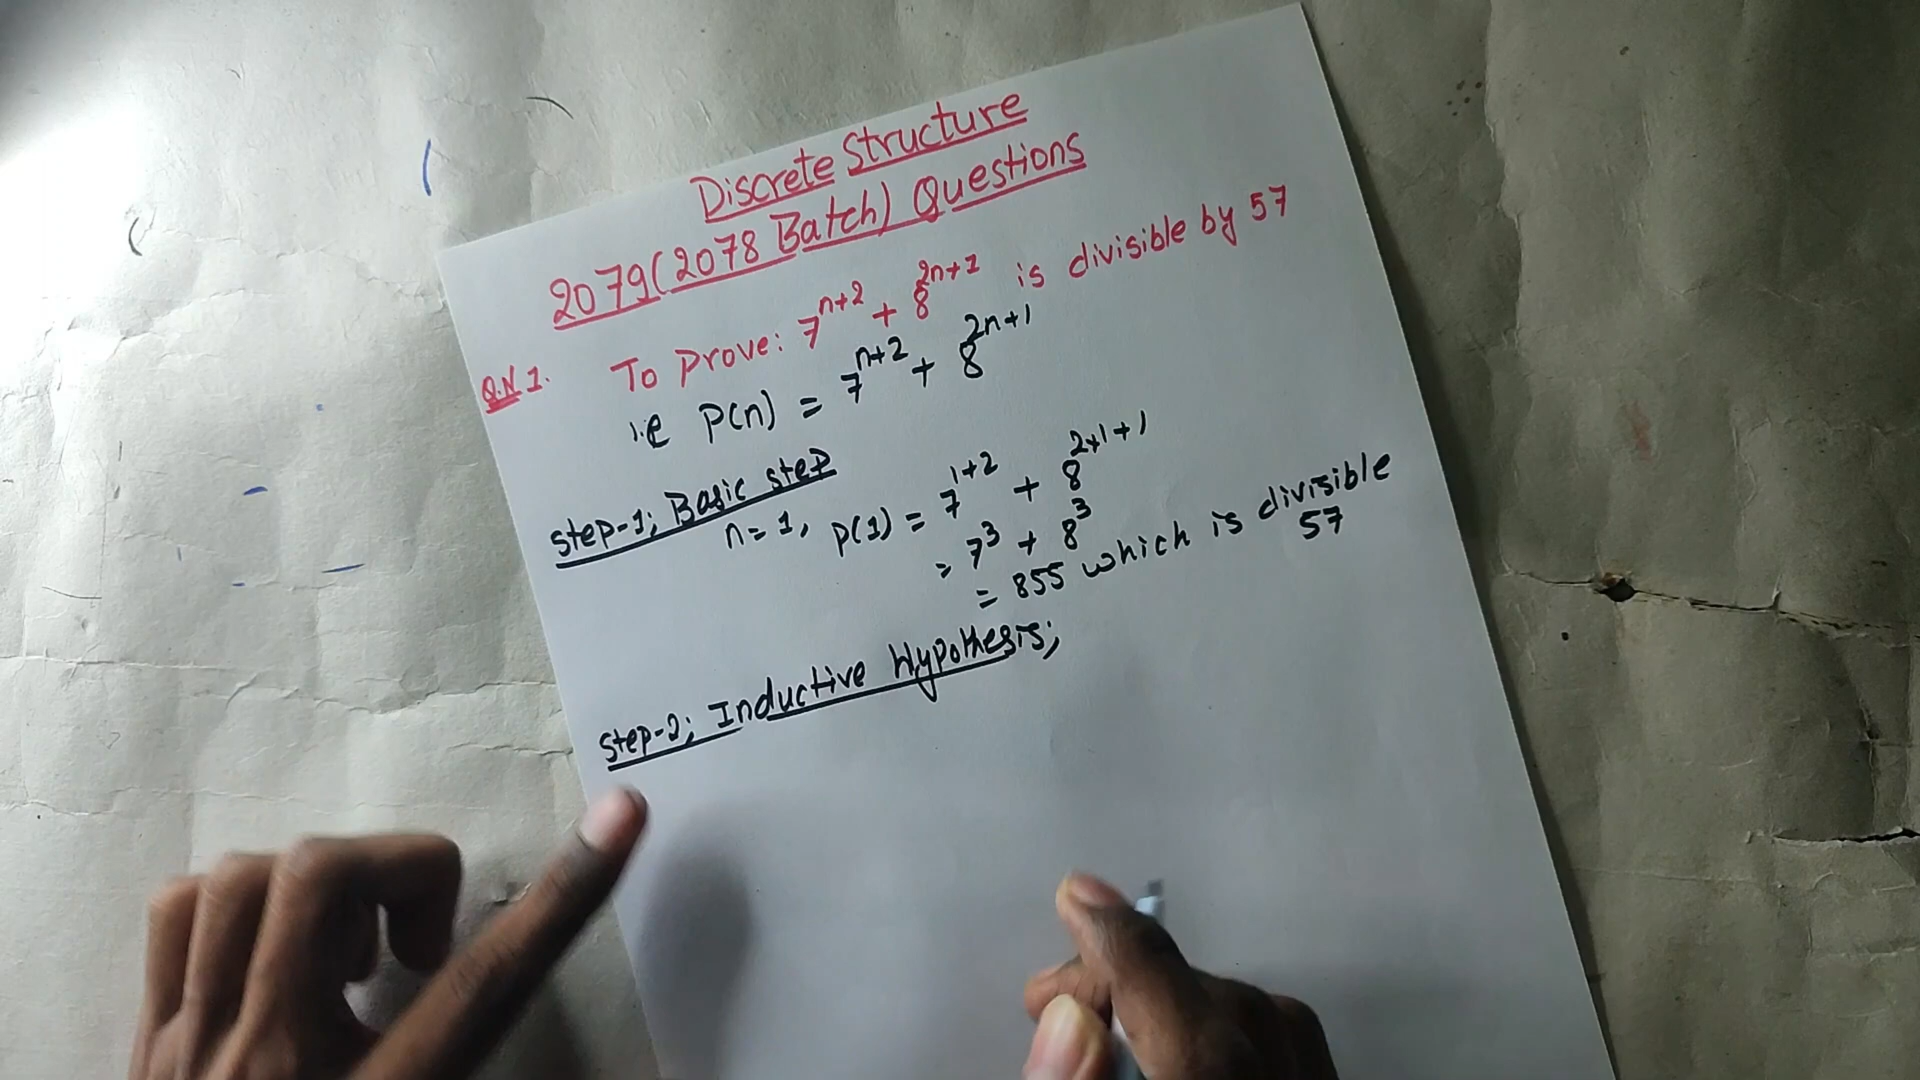 Discrete Structure
2079(2078 Batch) Questions
Q.N 1. To prove: 7^{n+2} + 8^{2n+1} is divisible by 57
i.e P(n) = 7^{n+2} + 8^{2n+1}
Step-1; Basic step
n = 1, p(1) = 7^{1+2} + 8^{2*1+1}
= 7^3 + 8^3
= 855 which is divisible
57
Step-2; Inductive Hypothesis;